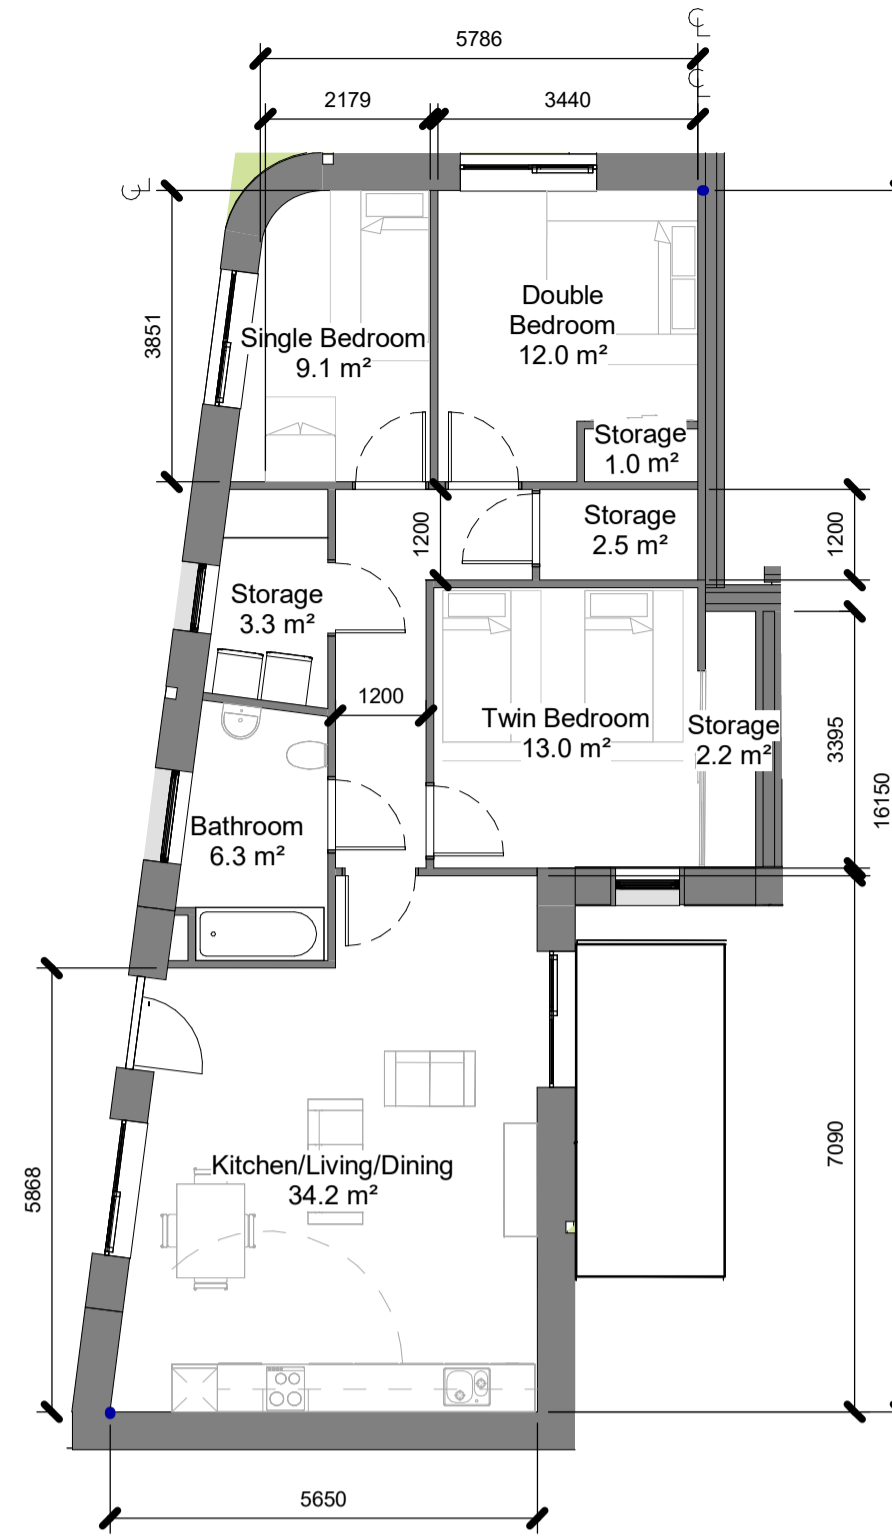 5786
2179
3440
3851
Single Bedroom
9.1 m²
Double
Bedroom
12.0 m²
Storage
1.0 m²
1200
Storage
2.5 m²
1200
Storage
3.3 m²
1200
Twin Bedroom
13.0 m²
Storage
2.2 m²
3395
16150
Bathroom
6.3 m²
5868
Kitchen/Living/Dining
34.2 m²
7090
5650